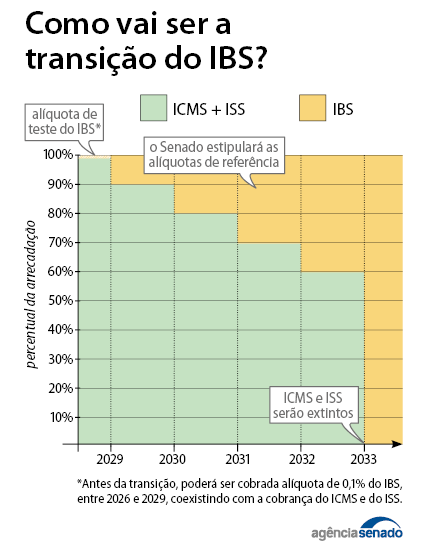 Como vai ser a
transição do IBS?
alíquota de
teste do IBS*
ICMS + ISS
IBS
o Senado estipulará as
alíquotas de referência
percentual da arrecadação
100%
90%
80%
70%
60%
50%
40%
30%
20%
10%
ICMS e ISS
serão extintos
2029 2030 2031 2032 2033
*Antes da transição, poderá ser cobrada alíquota de 0,1% do IBS,
entre 2026 e 2029, coexistindo com a cobrança do ICMS e do ISS.
agênciasenado